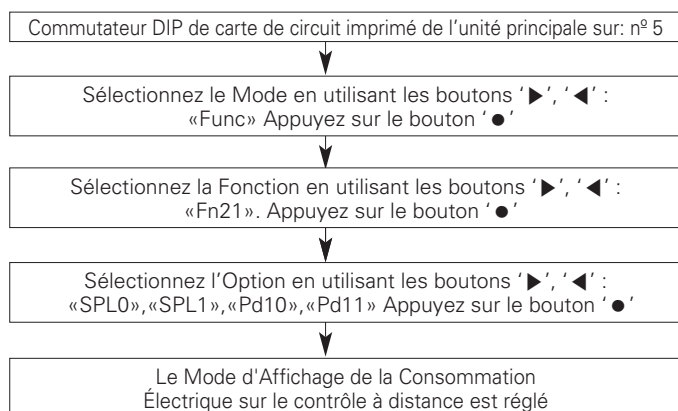 Commutateur DIP de carte de circuit imprimé de l'unité principale sur: nº 5
Sélectionnez le Mode en utilisant les boutons ‘▶’, ‘◀’ :
«Func» Appuyez sur le bouton ‘●’
Sélectionnez la Fonction en utilisant les boutons ‘▶’, ‘◀’ :
«Fn21». Appuyez sur le bouton ‘●’
Sélectionnez l’Option en utilisant les boutons ‘▶’, ‘◀’ :
«SPL0»,«SPL1»,«Pd10»,«Pd11» Appuyez sur le bouton ‘●’
Le Mode d'Affichage de la Consommation
Électrique sur le contrôle à distance est réglé